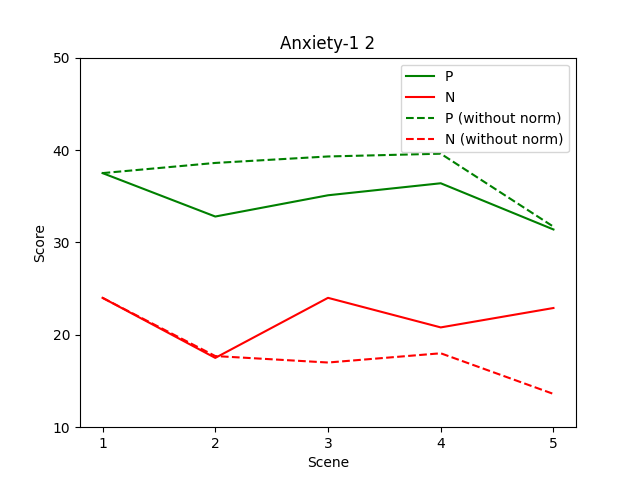 Anxiety-1 2
P
N
P (without norm)
N (without norm)
50
40
30
20
10
Score
1 2 3 4 5
Scene